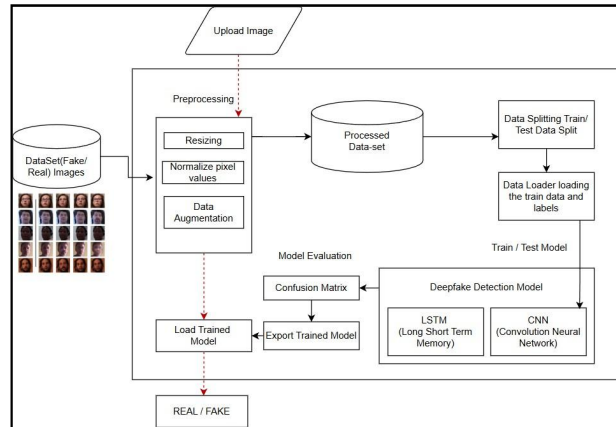 Upload Image
Preprocessing
Resizing
Normalize pixel
values
Data
Augmentation
DataSet(Fake/
Real) Images
Processed
Data-set
Data Splitting Train/
Test Data Split
Data Loader loading
the train data and
labels
Train / Test Model
Model Evaluation
Deepfake Detection Model
LSTM
(Long Short Term
Memory)
CNN
(Convolution Neural
Network)
Confusion Matrix
Export Trained Model
Load Trained
Model
REAL / FAKE